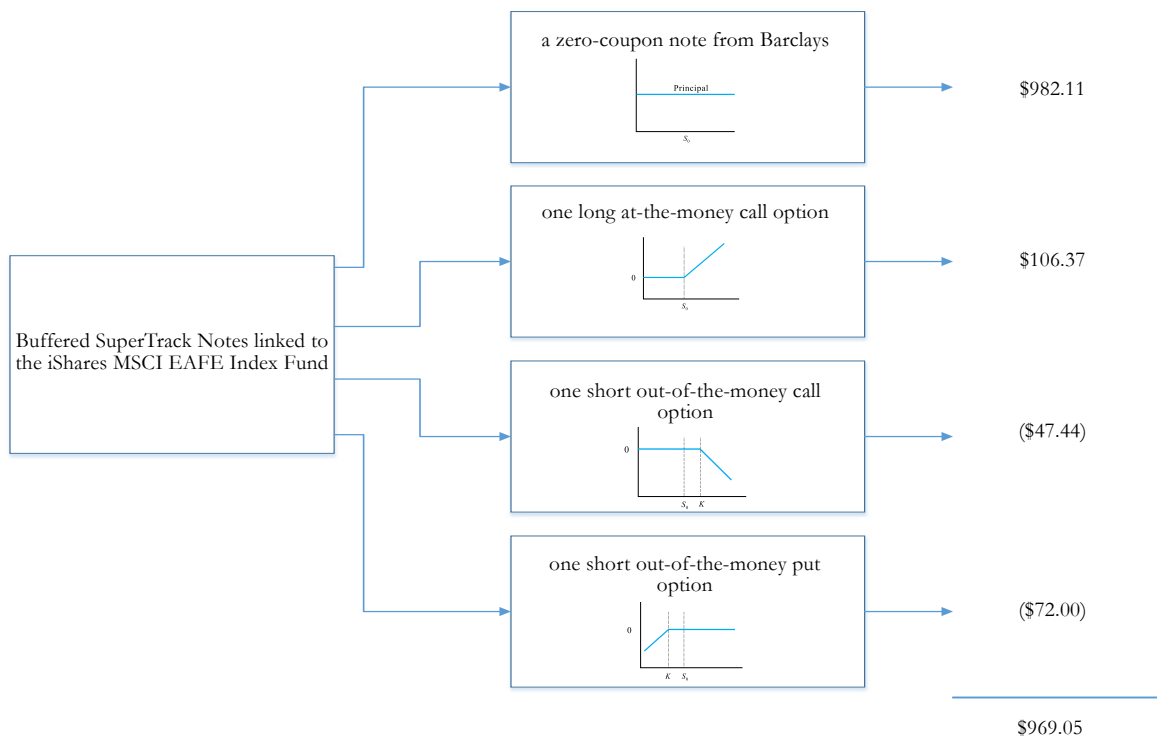 a zero-coupon note from Barclays
Principal
S0
$982.11
one long at-the-money call option
0
S0
$106.37
Buffered SuperTrack Notes linked to
the iShares MSCI EAFE Index Fund
one short out-of-the-money call
option
0
S0 K
($47.44)
one short out-of-the-money put
option
0
K S0
($72.00)
$969.05